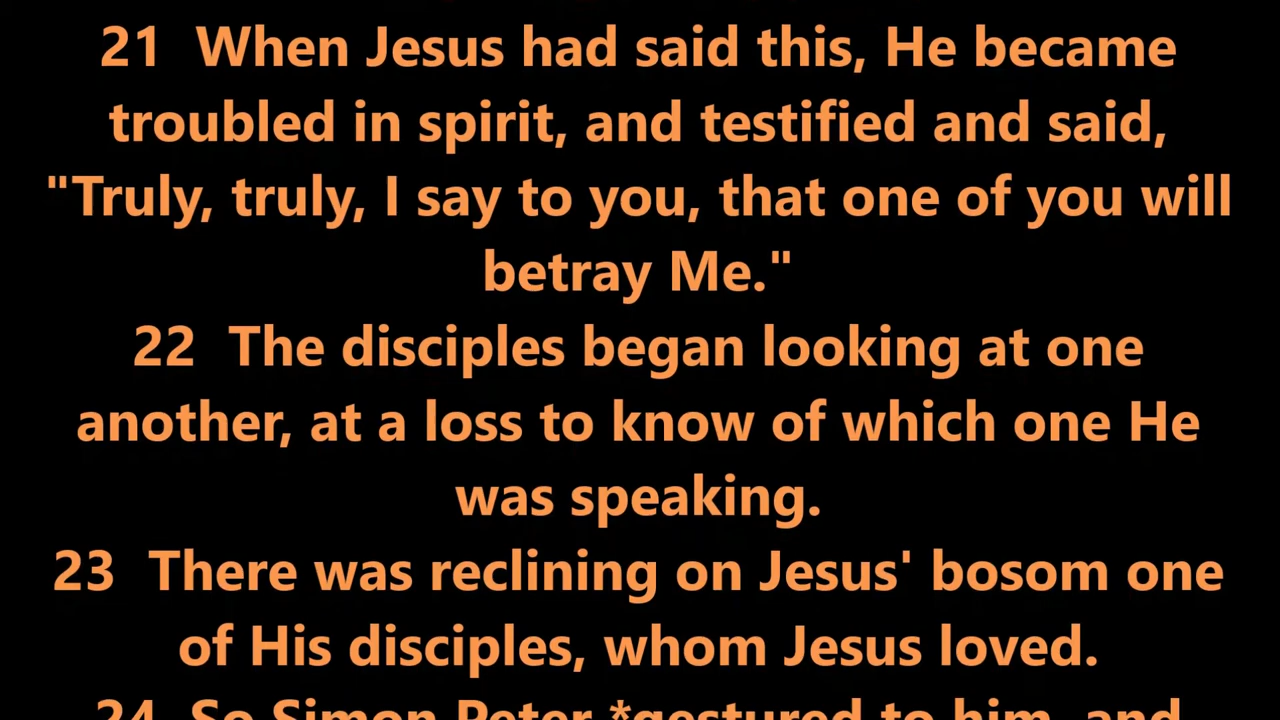 21  When Jesus had said this, He became
troubled in spirit, and testified and said,
"Truly, truly, I say to you, that one of you will
betray Me."
22  The disciples began looking at one
another, at a loss to know of which one He
was speaking.
23  There was reclining on Jesus' bosom one
of His disciples, whom Jesus loved.
24  So Simon Peter *gestured to him, and